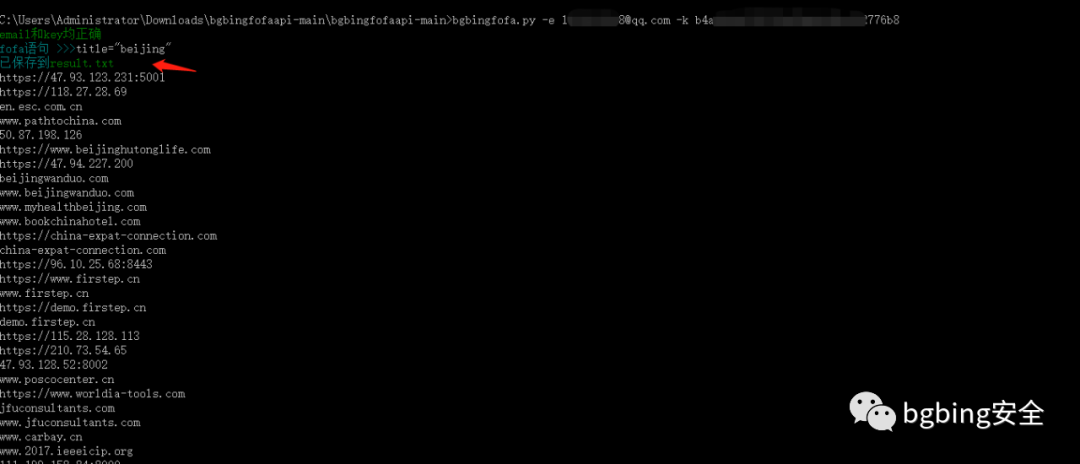 C:\Users\Administrator\Downloads\bgbingfofaapi-main\bgbingfofaapi-main>bgbingfofa.py -e 1 8@qq.com -k b4a 2776b8
email和key均正确
fofa语句 >>>title="beijing"
已保存到result.txt
https://47.93.123.231:5001
https://118.27.28.69
en.esc.com.cn
www.pathtochina.com
50.87.198.126
https://www.beijinghutonglife.com
https://47.94.227.200
beijingwanduo.com
www.beijingwanduo.com
www.myhealthbeijing.com
www.bookchinahotel.com
https://china-expat-connection.com
china-expat-connection.com
https://96.10.25.68:8443
https://www.firstep.cn
www.firstep.cn
https://demo.firstep.cn
demo.firstep.cn
https://115.28.128.113
https://210.73.54.65
47.93.128.52:8002
www.poscocenter.cn
https://www.worldia-tools.com
jfuconsultants.com
www.jfuconsultants.com
www.carbay.cn
www.2017.ieeeicip.org
bgbing安全